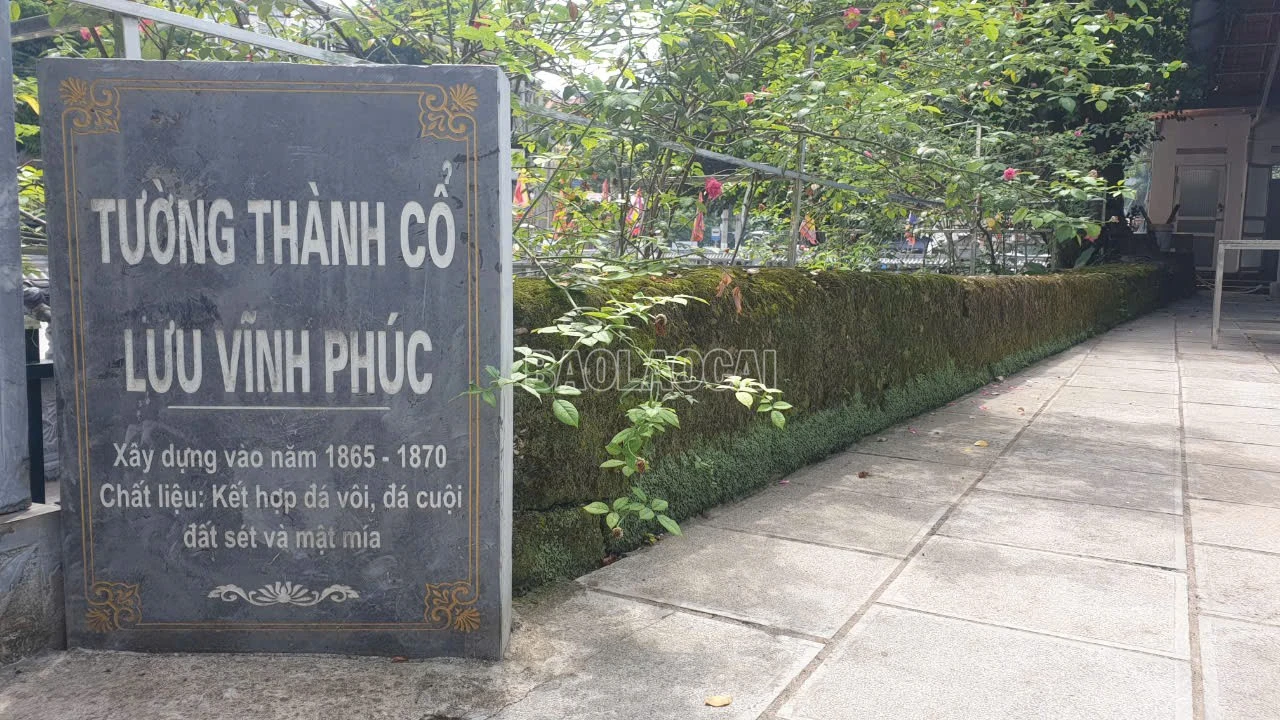 TƯỜNG THÀNH CỔ
LƯU VĨNH PHÚC
Xây dựng vào năm 1865 - 1870
Chất liệu: Kết hợp đá vôi, đá cuội
đất sét và mật mía
BAOLAOCAI